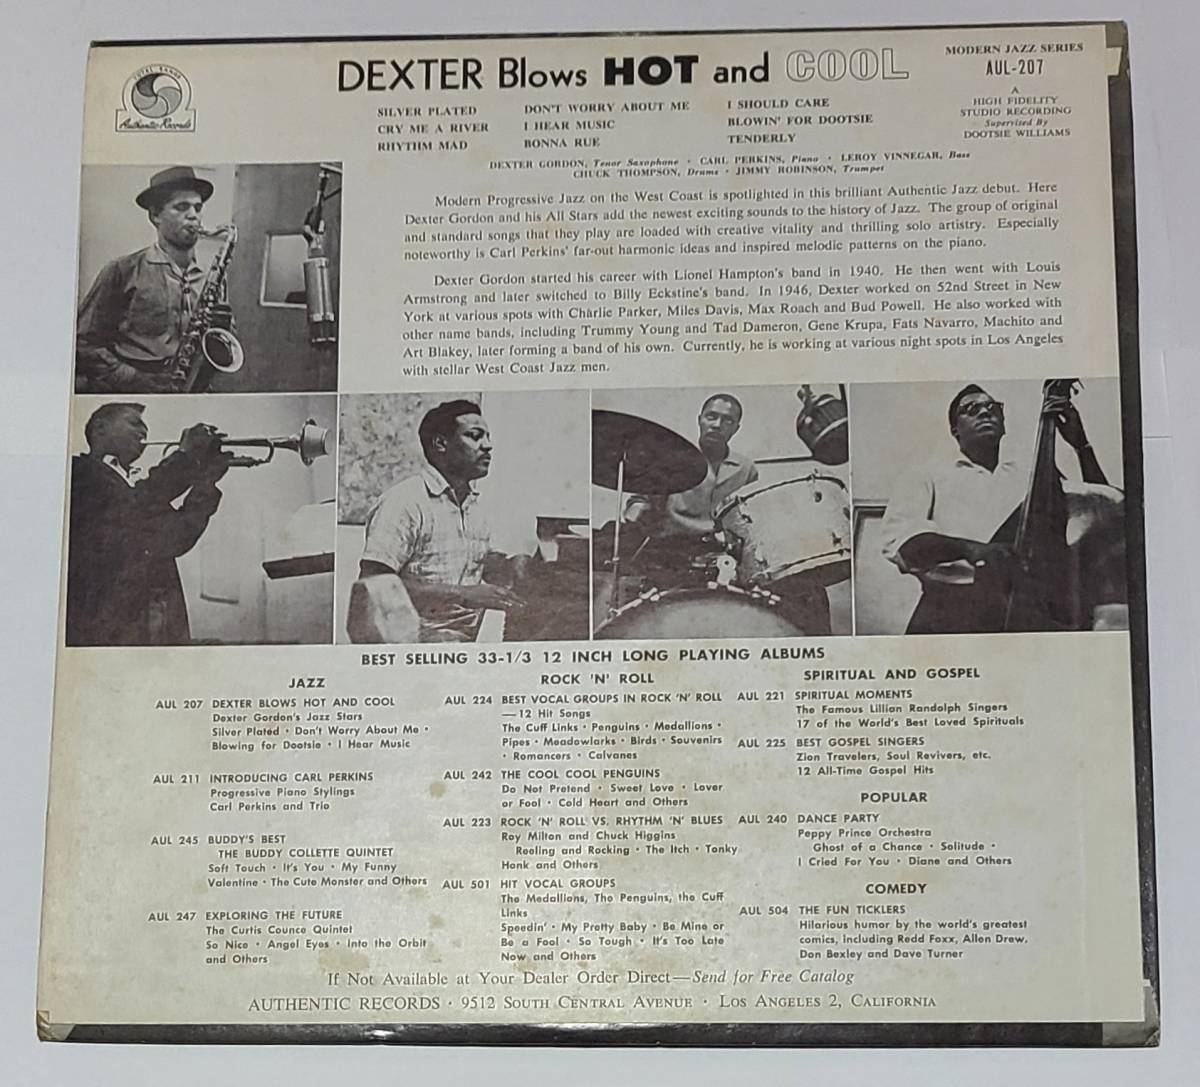 TOTAL SOUND
Authentic Records
DEXTER Blows HOT and COOL
MODERN JAZZ SERIES
AUL-207
A
HIGH FIDELITY
STUDIO RECORDING
Supervised By
DOOTSIE WILLIAMS
SILVER PLATED
CRY ME A RIVER
RHYTHM MAD
DON'T WORRY ABOUT ME
I HEAR MUSIC
BONNA RUE
I SHOULD CARE
BLOWIN' FOR DOOTSIE
TENDERLY
DEXTER GORDON, Tenor Saxophone · CARL PERKINS, Piano · LEROY VINNEGAR, Bass
CHUCK THOMPSON, Drums · JIMMY ROBINSON, Trumpet
Modern Progressive Jazz on the West Coast is spotlighted in this brilliant Authentic Jazz debut. Here
Dexter Gordon and his All Stars add the newest exciting sounds to the history of Jazz. The group of original
and standard songs that they play are loaded with creative vitality and thrilling solo artistry. Especially
noteworthy is Carl Perkins' far-out harmonic ideas and inspired melodic patterns on the piano.
Dexter Gordon started his career with Lionel Hampton's band in 1940. He then went with Louis
Armstrong and later switched to Billy Eckstine's band. In 1946, Dexter worked on 52nd Street in New
York at various spots with Charlie Parker, Miles Davis, Max Roach and Bud Powell. He also worked with
other name bands, including Trummy Young and Tad Dameron, Gene Krupa, Fats Navarro, Machito and
Art Blakey, later forming a band of his own. Currently, he is working at various night spots in Los Angeles
with stellar West Coast Jazz men.
BEST SELLING 33-1/3 12 INCH LONG PLAYING ALBUMS
JAZZ
AUL 207 DEXTER BLOWS HOT AND COOL
Dexter Gordon's Jazz Stars
Silver Plated · Don't Worry About Me ·
Blowing for Dootsie · I Hear Music
AUL 211 INTRODUCING CARL PERKINS
Progressive Piano Stylings
Carl Perkins and Trio
AUL 245 BUDDY'S BEST
THE BUDDY COLLETTE QUINTET
Soft Touch · It's You · My Funny
Valentine · The Cute Monster and Others
AUL 247 EXPLORING THE FUTURE
The Curtis Counce Quintet
So Nice · Angel Eyes · Into the Orbit
and Others
ROCK 'N' ROLL
AUL 224 BEST VOCAL GROUPS IN ROCK 'N' ROLL
—12 Hit Songs
The Cuff Links · Penguins · Medallions ·
Pipes · Meadowlarks · Birds · Souvenirs
· Romancers · Calvanes
AUL 242 THE COOL COOL PENGUINS
Do Not Pretend · Sweet Love · Lover
or Fool · Cold Heart and Others
AUL 223 ROCK 'N' ROLL VS. RHYTHM 'N' BLUES
Roy Milton and Chuck Higgins
Reeling and Rocking · The Itch · Tonky
Honk and Others
AUL 501 HIT VOCAL GROUPS
The Medallions, The Penguins, the Cuff
Links
Speedin' · My Pretty Baby · Be Mine or
Be a Fool · So Tough · It's Too Late
Now and Others
SPIRITUAL AND GOSPEL
AUL 221 SPIRITUAL MOMENTS
The Famous Lillian Randolph Singers
17 of the World's Best Loved Spirituals
AUL 225 BEST GOSPEL SINGERS
Zion Travelers, Soul Revivers, etc.
12 All-Time Gospel Hits
POPULAR
AUL 240 DANCE PARTY
Peppy Prince Orchestra
Ghost of a Chance · Solitude ·
I Cried For You · Diane and Others
COMEDY
AUL 504 THE FUN TICKLERS
Hilarious humor by the world's greatest
comics, including Redd Foxx, Allen Drew,
Don Bexley and Dave Turner
If Not Available at Your Dealer Order Direct—Send for Free Catalog
AUTHENTIC RECORDS · 9512 SOUTH CENTRAL AVENUE · LOS ANGELES 2, CALIFORNIA